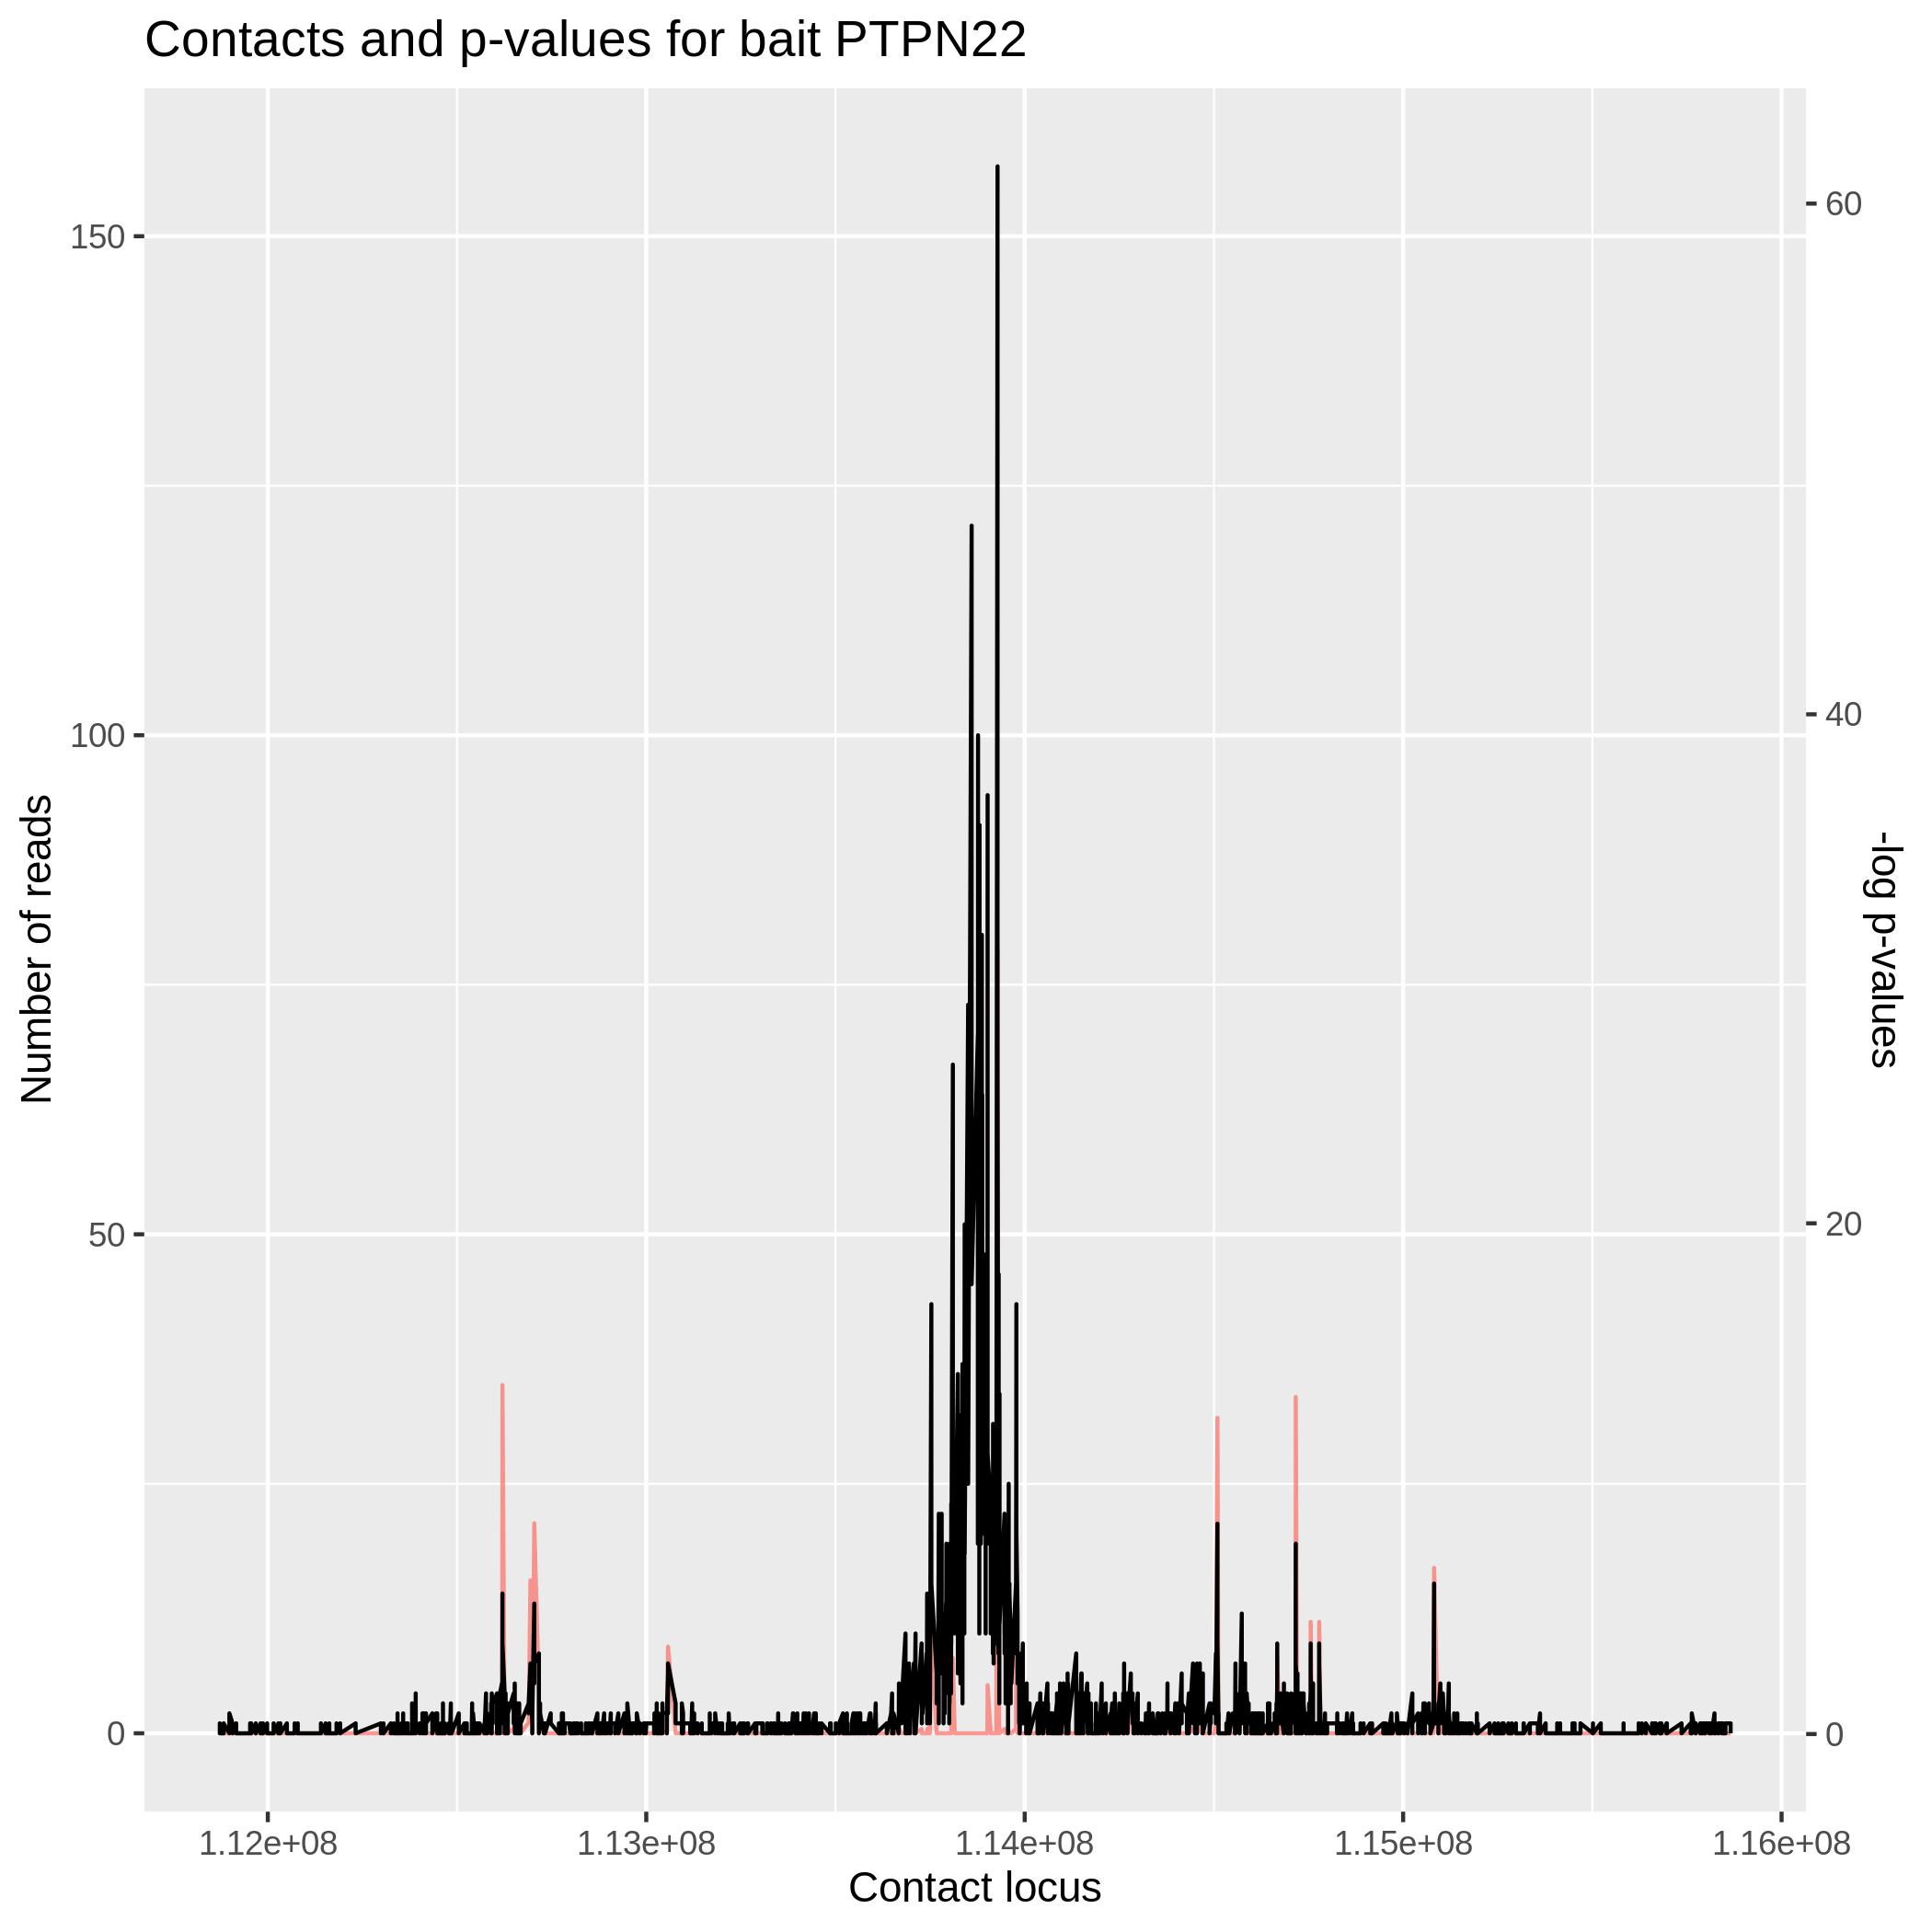 Contacts and p-values for bait PTPN22
Number of reads
150
100
50
0
60
40
20
0
-log p-values
1.12e+08
1.13e+08
1.14e+08
1.15e+08
1.16e+08
Contact locus